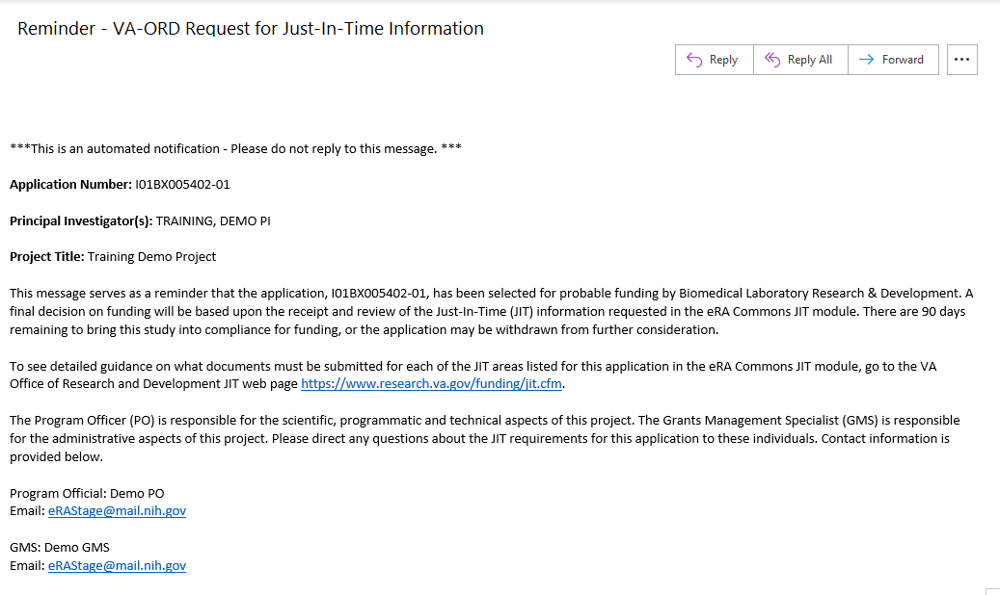 Reminder - VA-ORD Request for Just-In-Time Information
Reply
Reply All
Forward
***This is an automated notification - Please do not reply to this message. ***
Application Number: I01BX005402-01
Principal Investigator(s): TRAINING, DEMO PI
Project Title: Training Demo Project
This message serves as a reminder that the application, I01BX005402-01, has been selected for probable funding by Biomedical Laboratory Research & Development. A
final decision on funding will be based upon the receipt and review of the Just-In-Time (JIT) information requested in the eRA Commons JIT module. There are 90 days
remaining to bring this study into compliance for funding, or the application may be withdrawn from further consideration.
To see detailed guidance on what documents must be submitted for each of the JIT areas listed for this application in the eRA Commons JIT module, go to the VA
Office of Research and Development JIT web page https://www.research.va.gov/funding/jit.cfm.
The Program Officer (PO) is responsible for the scientific, programmatic and technical aspects of this project. The Grants Management Specialist (GMS) is responsible
for the administrative aspects of this project. Please direct any questions about the JIT requirements for this application to these individuals. Contact information is
provided below.
Program Official: Demo PO
Email: eRAStage@mail.nih.gov
GMS: Demo GMS
Email: eRAStage@mail.nih.gov